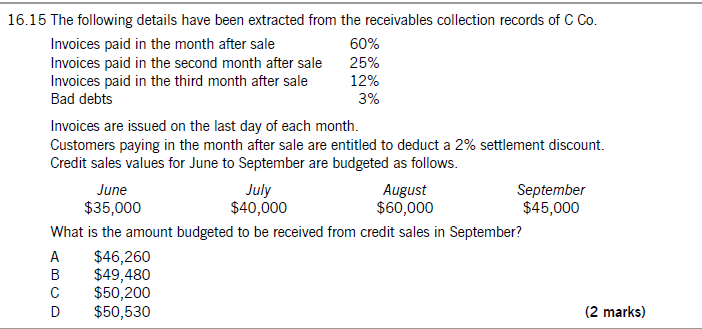 16.15 The following details have been extracted from the receivables collection records of C Co.
Invoices paid in the month after sale 60%
Invoices paid in the second month after sale 25%
Invoices paid in the third month after sale 12%
Bad debts 3%
Invoices are issued on the last day of each month.
Customers paying in the month after sale are entitled to deduct a 2% settlement discount.
Credit sales values for June to September are budgeted as follows.
June July August September
$35,000 $40,000 $60,000 $45,000
What is the amount budgeted to be received from credit sales in September?
A $46,260
B $49,480
C $50,200
D $50,530 (2 marks)